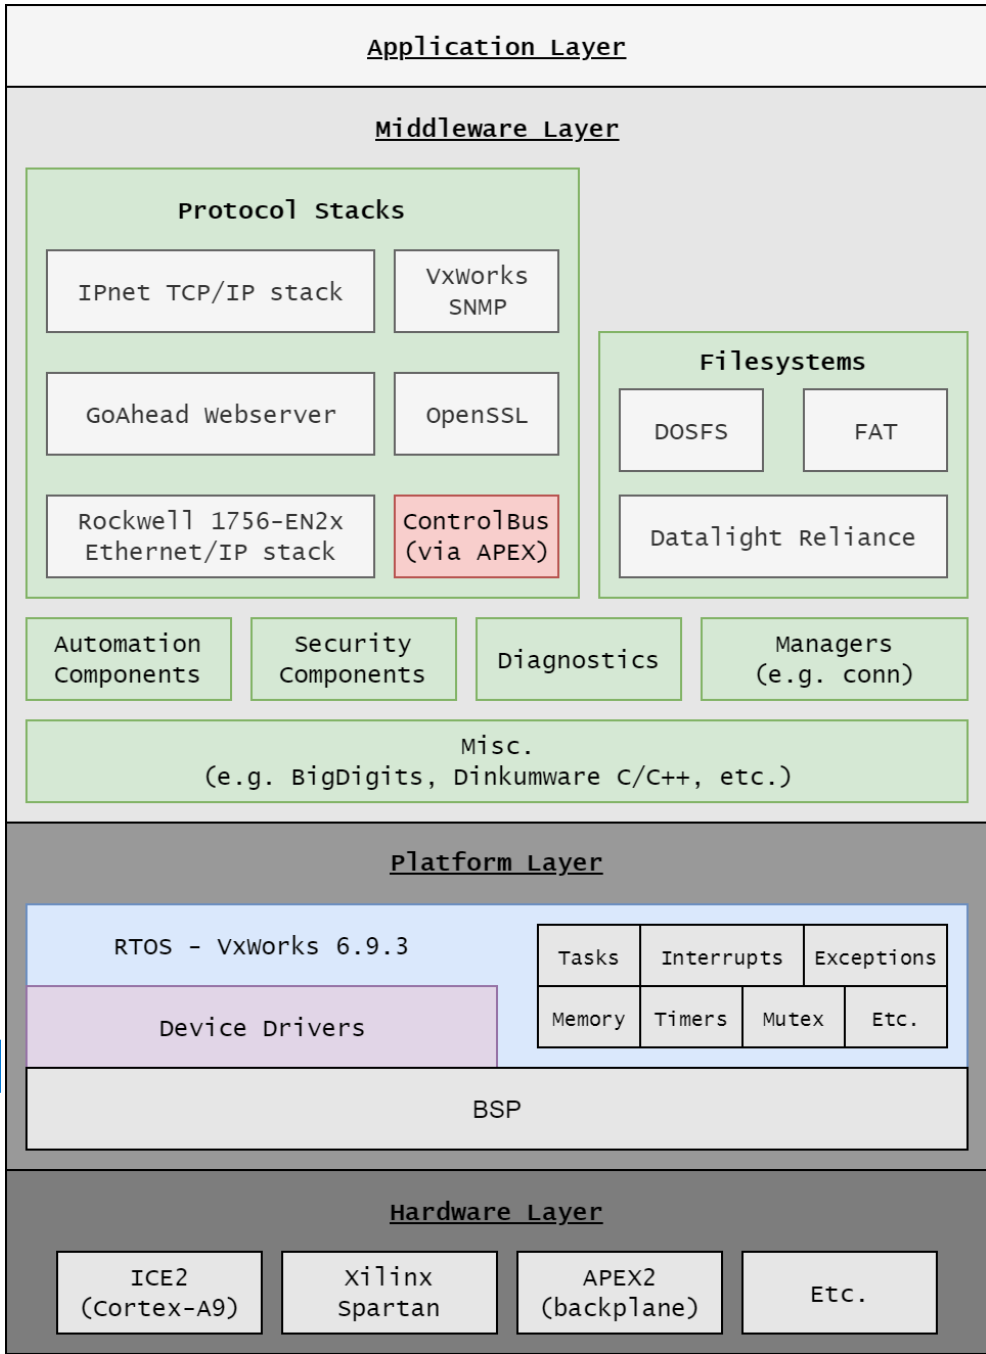 Application Layer
Middleware Layer
Protocol Stacks
IPnet TCP/IP stack
VxWorks
SNMP
GoAhead Webserver
OpenSSL
Rockwell 1756-EN2x
Ethernet/IP stack
ControlBus
(via APEX)
Filesystems
DOSFS
FAT
Datalight Reliance
Automation
Components
Security
Components
Diagnostics
Managers
(e.g. conn)
Misc.
(e.g. BigDigits, Dinkumware C/C++, etc.)
Platform Layer
RTOS - VxWorks 6.9.3
Tasks
Interrupts
Exceptions
Memory
Timers
Mutex
Etc.
Device Drivers
BSP
Hardware Layer
ICE2
(Cortex-A9)
Xilinx
Spartan
APEX2
(backplane)
Etc.